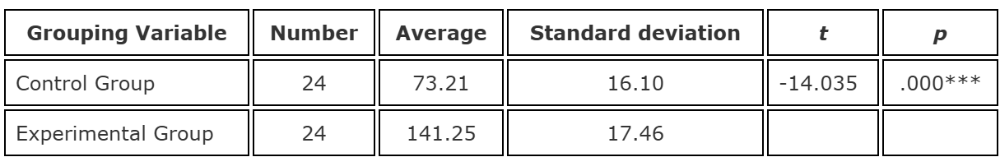 Grouping Variable Number Average Standard deviation t p
Control Group 24 73.21 16.10 -14.035 .000***
Experimental Group 24 141.25 17.46